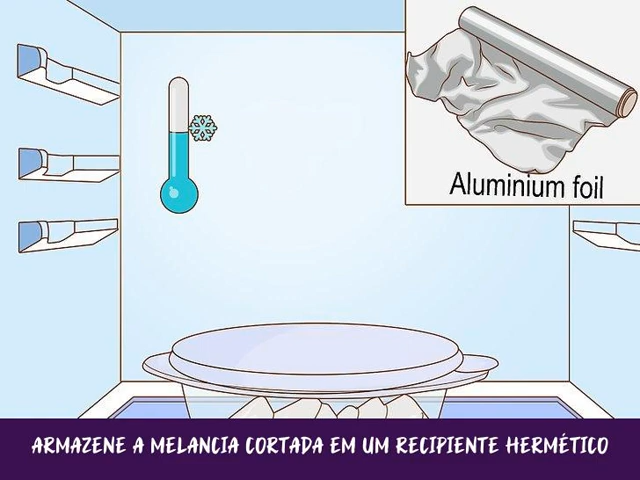 Aluminium foil
ARMAZENE A MELANCIA CORTADA EM UM RECIPIENTE HERMÉTICO